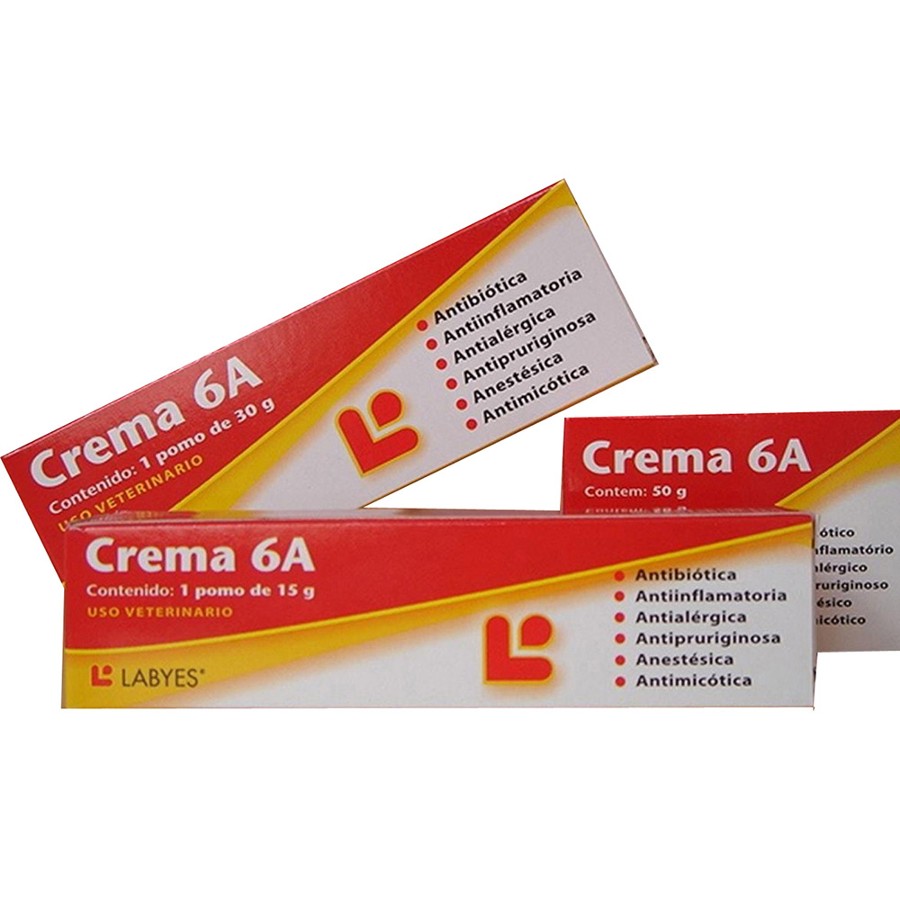 Crema 6A
Contenido: 1 pomo de 30 g
USO VETERINARIO
Antibiótica
Antiinflamatoria
Antialérgica
Antipruriginosa
Anestésica
Antimicótica
Crema 6A
Contem: 50 g
Crema 6A
Contenido: 1 pomo de 15 g
USO VETERINARIO
LABYES®
Antibiótica
Antiinflamatoria
Antialérgica
Antipruriginosa
Anestésica
Antimicótica